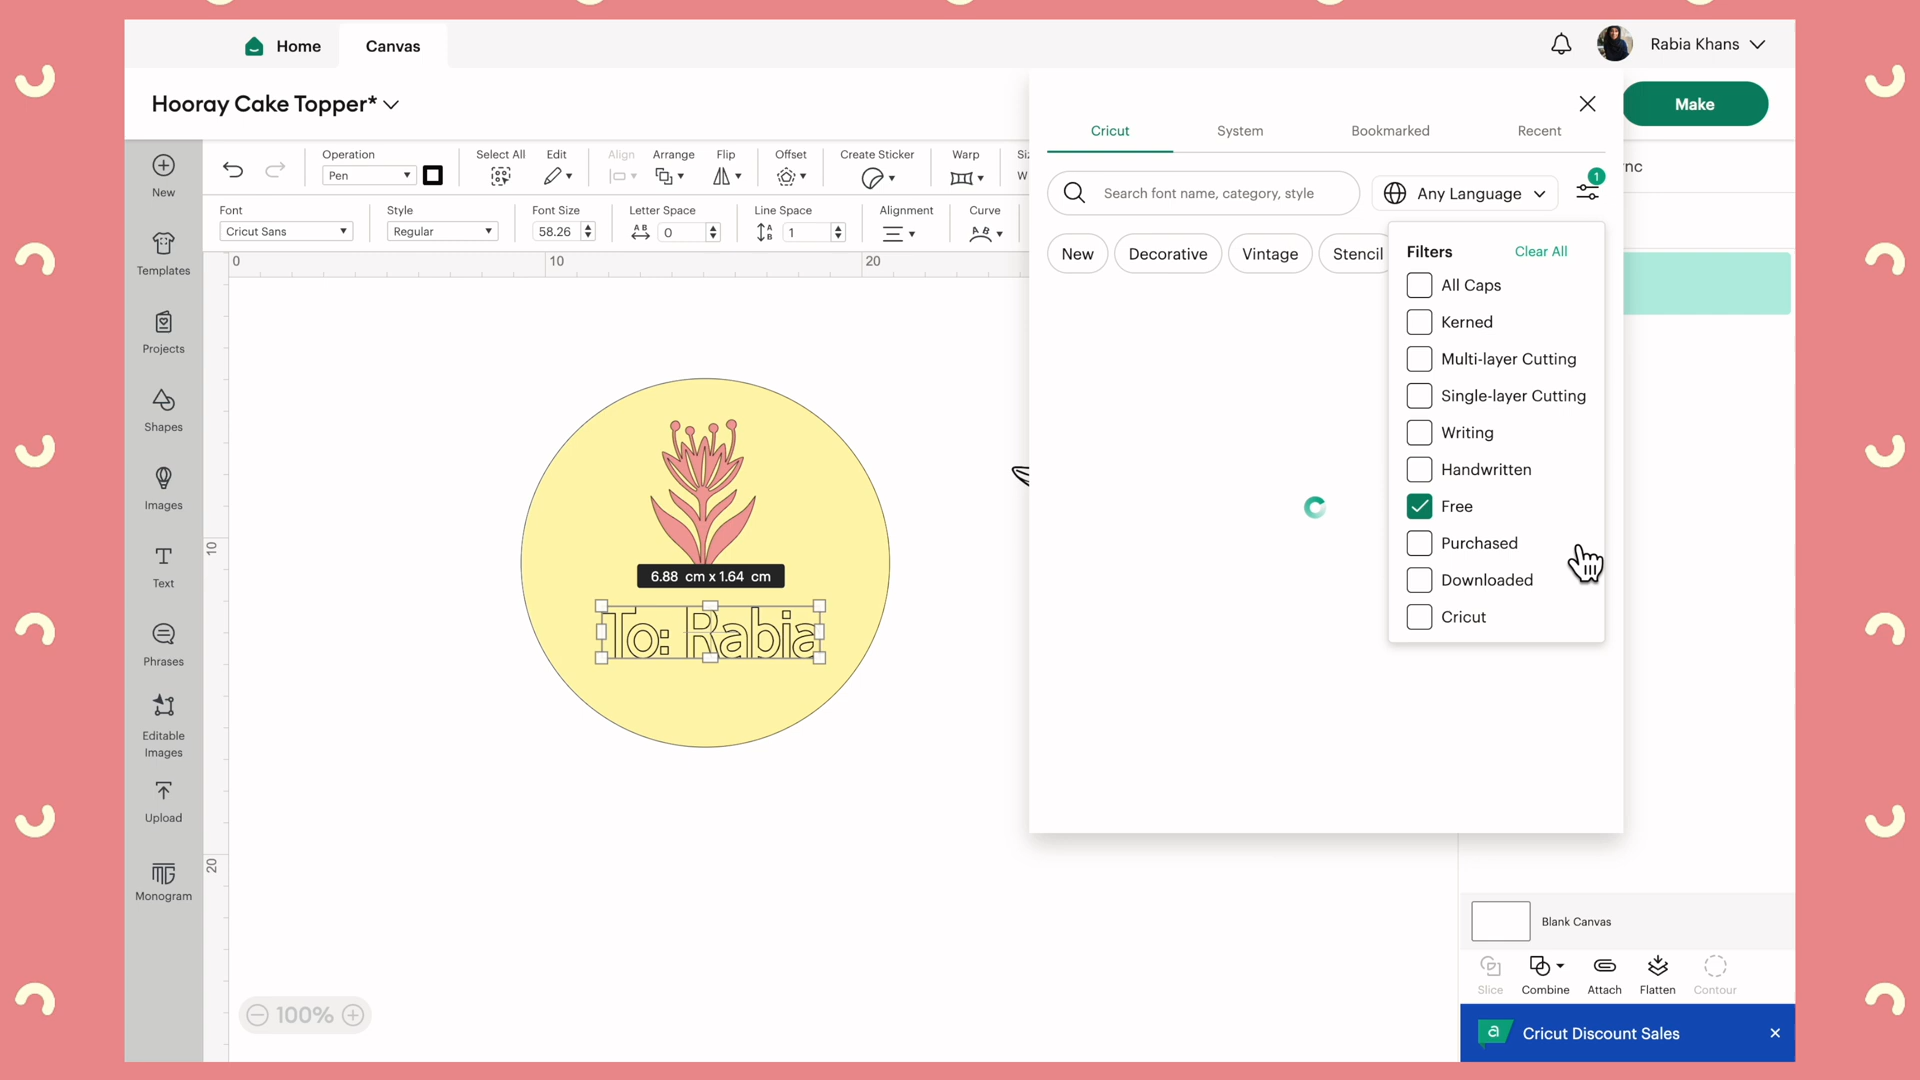 Home
Canvas
Rabia Khans
Hooray Cake Topper*
Make
Cricut
System
Bookmarked
Recent
Operation
Pen
Select All
Edit
Align
Arrange
Flip
Offset
Create Sticker
Warp
Font
Cricut Sans
Style
Regular
Font Size
58.26
Letter Space
0
Line Space
1
Alignment
Curve
Search font name, category, style
Any Language
1
New
Decorative
Vintage
Stencil
Filters
Clear All
All Caps
Kerned
Multi-layer Cutting
Single-layer Cutting
Writing
Handwritten
Free
Purchased
Downloaded
Cricut
New
Templates
Projects
Shapes
Images
Text
Phrases
Editable
Images
Upload
Monogram
0
10
20
10
20
6.88 cm x 1.64 cm
To: Rabia
100%
Blank Canvas
Slice
Combine
Attach
Flatten
Contour
a
Cricut Discount Sales